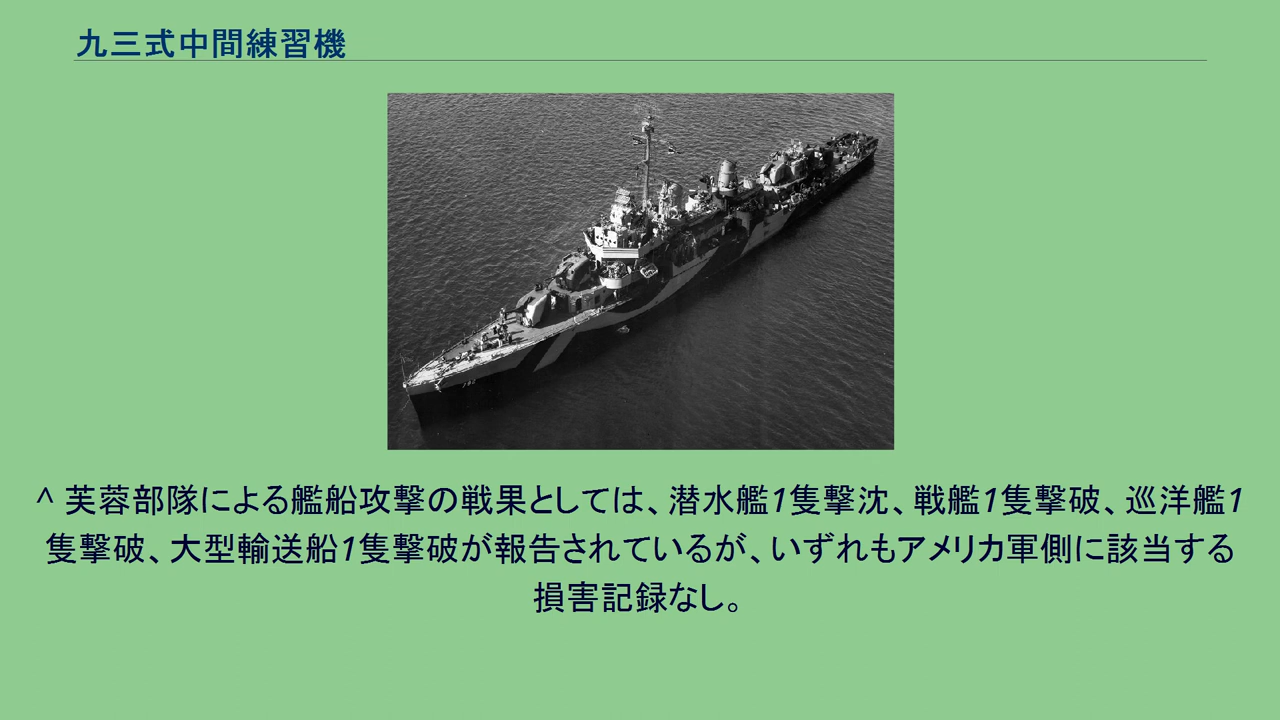 九三式中間練習機
^ 芙蓉部隊による艦船攻撃の戦果としては、潜水艦1隻撃沈、戦艦1隻撃破、巡洋艦1
隻撃破、大型輸送船1隻撃破が報告されているが、いずれもアメリカ軍側に該当する
損害記録なし。